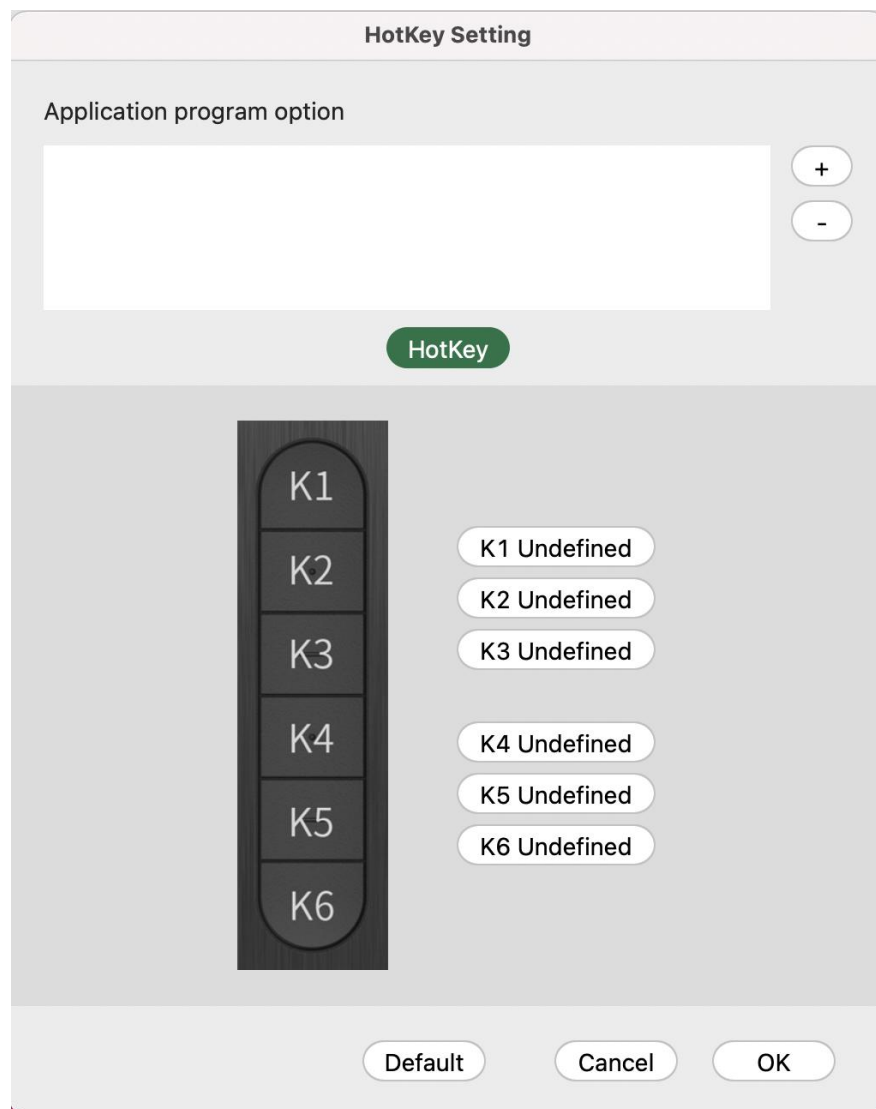 HotKey Setting
Application program option
+
-
HotKey
K1
K2
K3
K4
K5
K6
K1 Undefined
K2 Undefined
K3 Undefined
K4 Undefined
K5 Undefined
K6 Undefined
Default Cancel OK